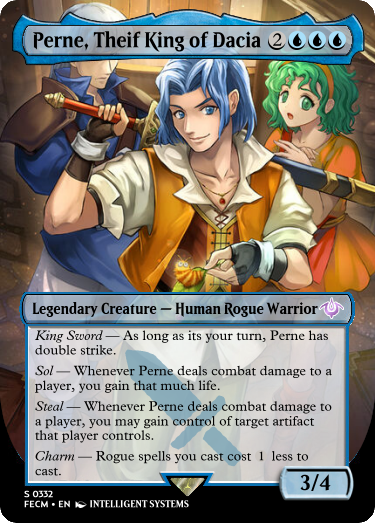 Perne, Theif King of Dacia 2
Legendary Creature — Human Rogue Warrior
King Sword — As long as its your turn, Perne has
double strike.
Sol — Whenever Perne deals combat damage to a
player, you gain that much life.
Steal — Whenever Perne deals combat damage to
a player, you may gain control of target artifact
that player controls.
Charm — Rogue spells you cast cost 1 less to
cast.
3/4
S 0332
FECM • EN INTELLIGENT SYSTEMS